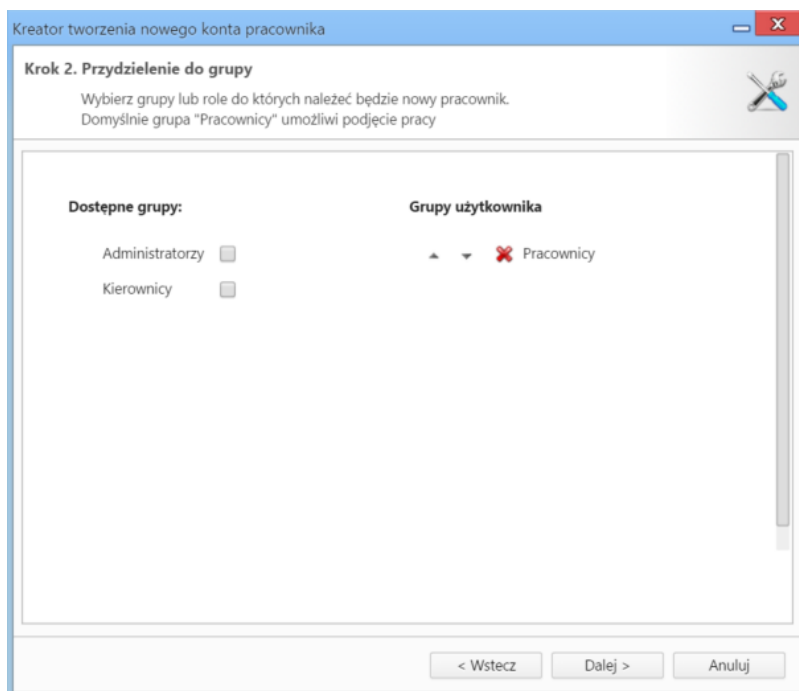 Kreator tworzenia nowego konta pracownika
Krok 2. Przydzielenie do grupy
Wybierz grupy lub role do których należeć będzie nowy pracownik.
Domyślnie grupa "Pracownicy" umożliwi podjęcie pracy
Dostępne grupy:
Administratorzy
Kierownicy
Grupy użytkownika
Pracownicy
< Wstecz
Dalej >
Anuluj